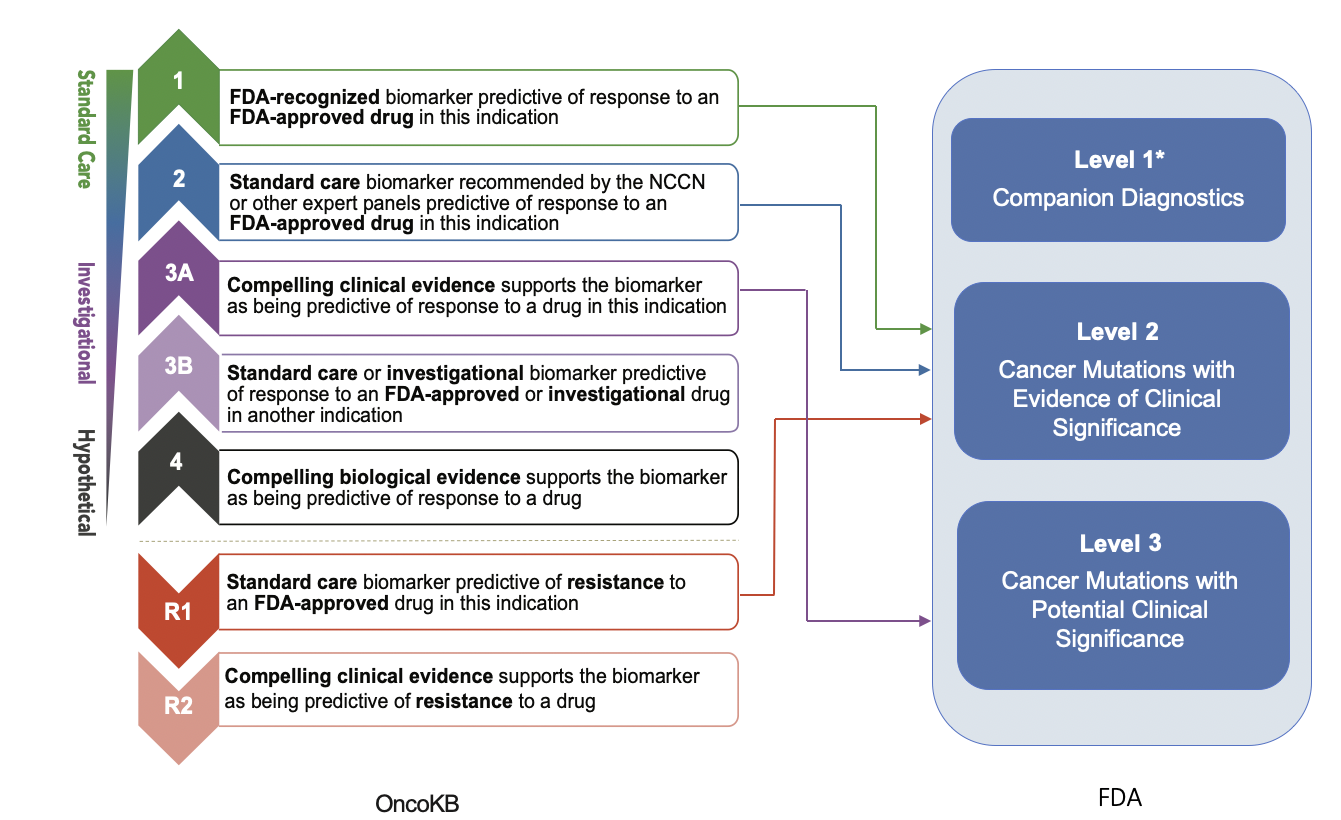 Standard Care
Investigational
Hypothetical
1
FDA-recognized biomarker predictive of response to an
FDA-approved drug in this indication
2
Standard care biomarker recommended by the NCCN
or other expert panels predictive of response to an
FDA-approved drug in this indication
3A
Compelling clinical evidence supports the biomarker
as being predictive of response to a drug in this indication
3B
Standard care or investigational biomarker predictive
of response to an FDA-approved or investigational drug
in another indication
4
Compelling biological evidence supports the biomarker
as being predictive of response to a drug
R1
Standard care biomarker predictive of resistance to
an FDA-approved drug in this indication
R2
Compelling clinical evidence supports the biomarker
as being predictive of resistance to a drug
OncoKB
Level 1*
Companion Diagnostics
Level 2
Cancer Mutations with
Evidence of Clinical
Significance
Level 3
Cancer Mutations with
Potential Clinical
Significance
FDA